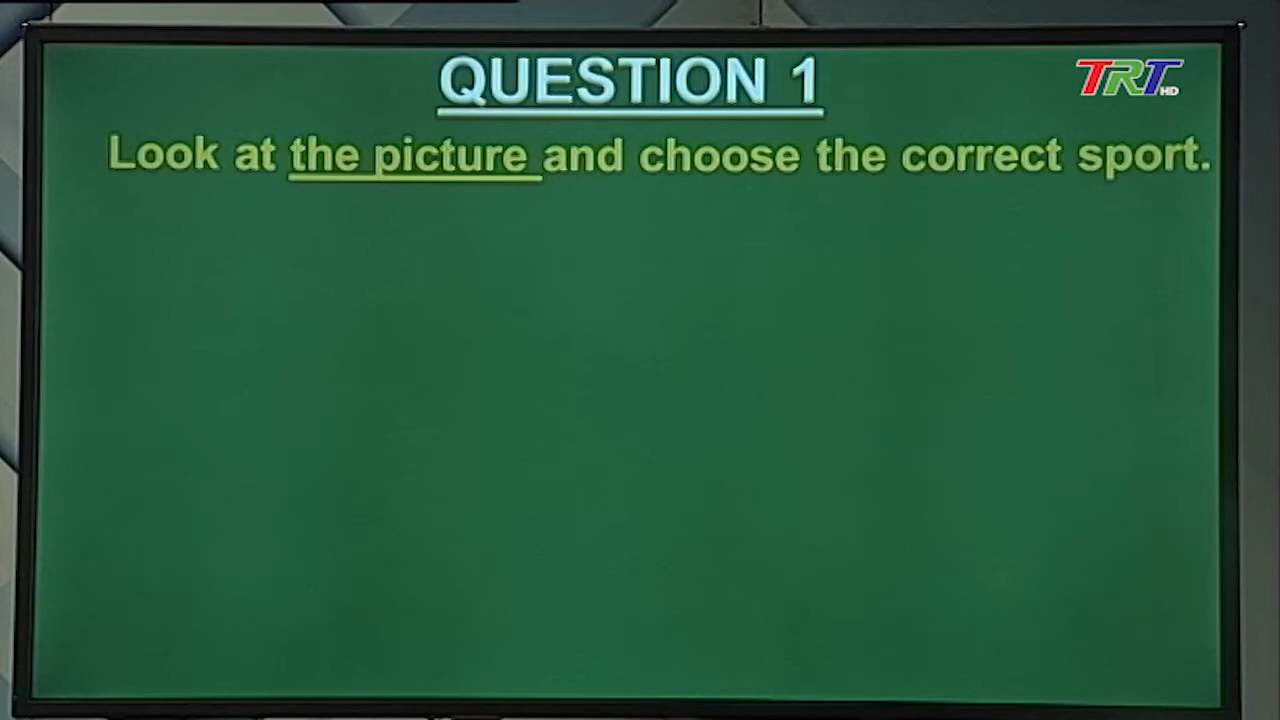 QUESTION 1
TRT HD
Look at the picture and choose the correct sport.